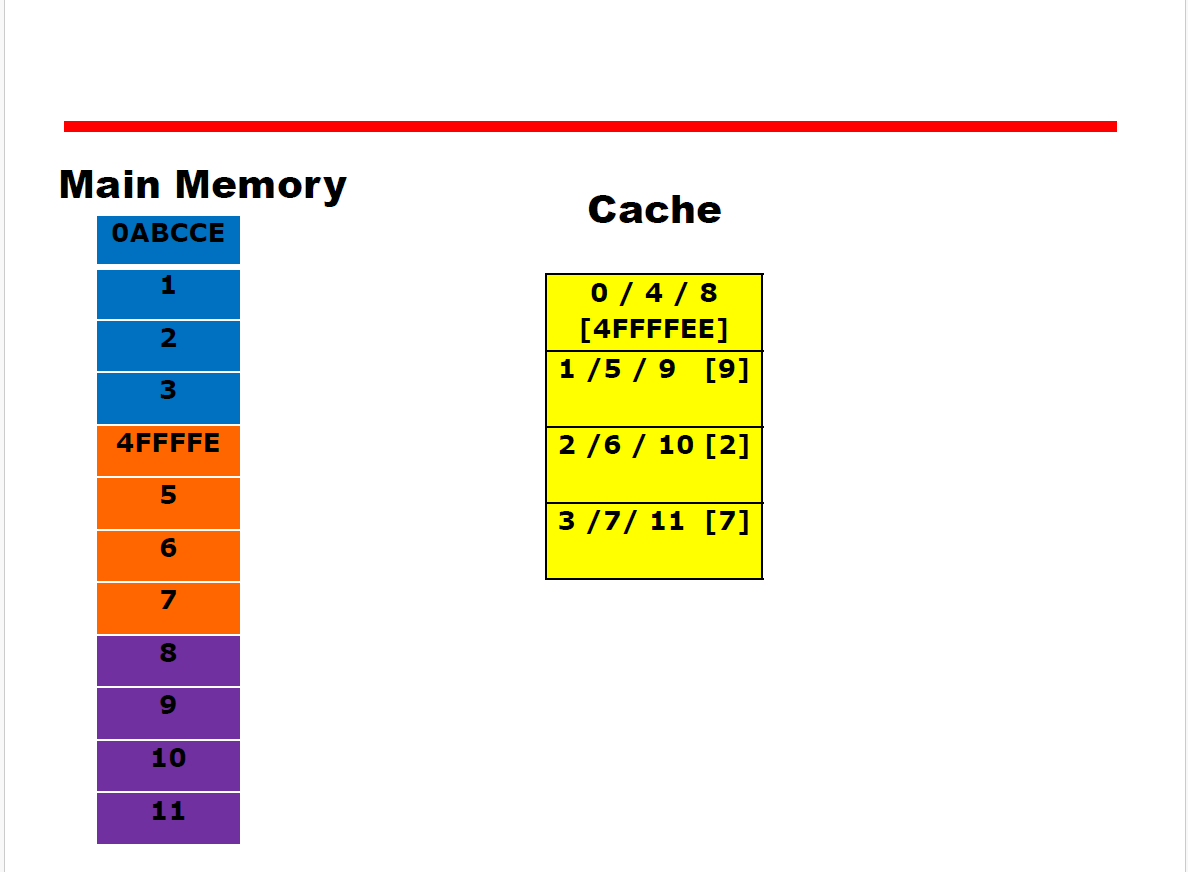 Main Memory
0ABCCE
1
2
3
4FFFFE
5
6
7
8
9
10
11
Cache
0 / 4 / 8
[4FFFFEE]
1 /5 / 9 [9]
2 /6 / 10 [2]
3 /7/ 11 [7]